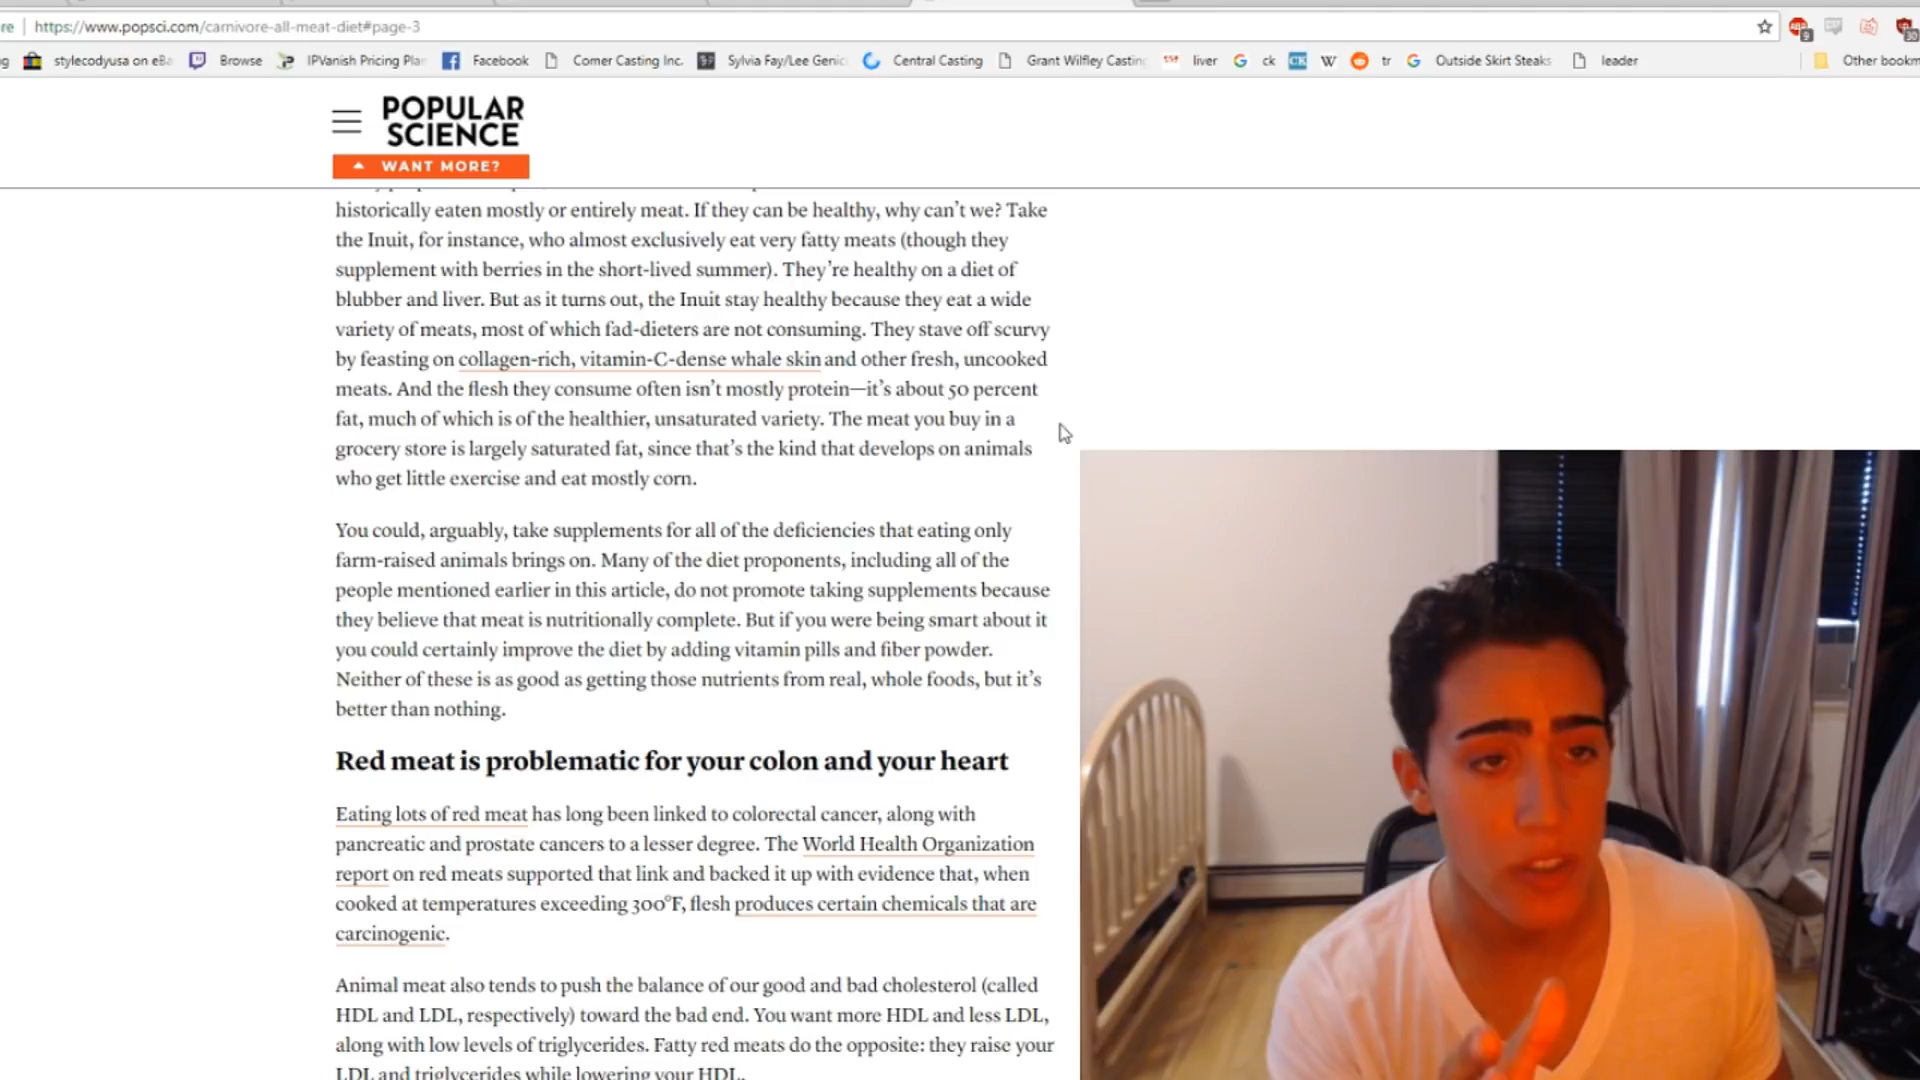 re https://www.popsci.com/carnivore-all-meat-diet#page-3
stylecodyusa on eBa Browse IPVanish Pricing Plan Facebook Comer Casting Inc. Sylvia Fay/Lee Genic Central Casting Grant Wilfley Casting liver ck CK W tr Outside Skirt Steaks leader Other bookm
POPULAR
SCIENCE
WANT MORE?
historically eaten mostly or entirely meat. If they can be healthy, why can’t we? Take
the Inuit, for instance, who almost exclusively eat very fatty meats (though they
supplement with berries in the short-lived summer). They’re healthy on a diet of
blubber and liver. But as it turns out, the Inuit stay healthy because they eat a wide
variety of meats, most of which fad-dieters are not consuming. They stave off scurvy
by feasting on collagen-rich, vitamin-C-dense whale skin and other fresh, uncooked
meats. And the flesh they consume often isn’t mostly protein—it’s about 50 percent
fat, much of which is of the healthier, unsaturated variety. The meat you buy in a
grocery store is largely saturated fat, since that’s the kind that develops on animals
who get little exercise and eat mostly corn.
You could, arguably, take supplements for all of the deficiencies that eating only
farm-raised animals brings on. Many of the diet proponents, including all of the
people mentioned earlier in this article, do not promote taking supplements because
they believe that meat is nutritionally complete. But if you were being smart about it
you could certainly improve the diet by adding vitamin pills and fiber powder.
Neither of these is as good as getting those nutrients from real, whole foods, but it’s
better than nothing.
Red meat is problematic for your colon and your heart
Eating lots of red meat has long been linked to colorectal cancer, along with
pancreatic and prostate cancers to a lesser degree. The World Health Organization
report on red meats supported that link and backed it up with evidence that, when
cooked at temperatures exceeding 300°F, flesh produces certain chemicals that are
carcinogenic.
Animal meat also tends to push the balance of our good and bad cholesterol (called
HDL and LDL, respectively) toward the bad end. You want more HDL and less LDL,
along with low levels of triglycerides. Fatty red meats do the opposite: they raise your
LDL and triglycerides while lowering your HDL.